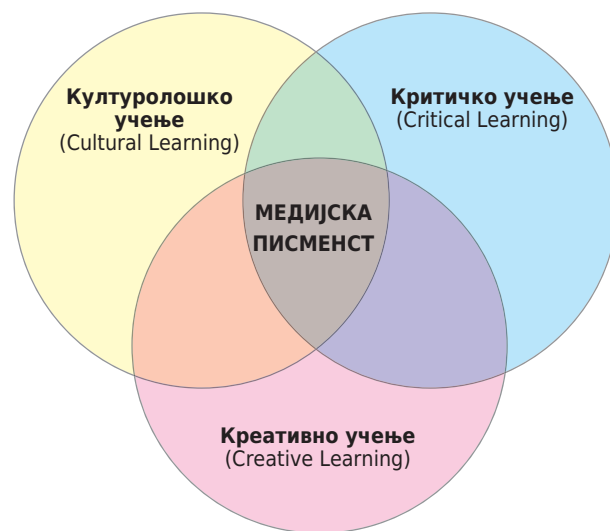 Културолошко
учење
(Cultural Learning)
Критичко учење
(Critical Learning)
МЕДИЈСКА
ПИСМЕНСТ
Креативно учење
(Creative Learning)